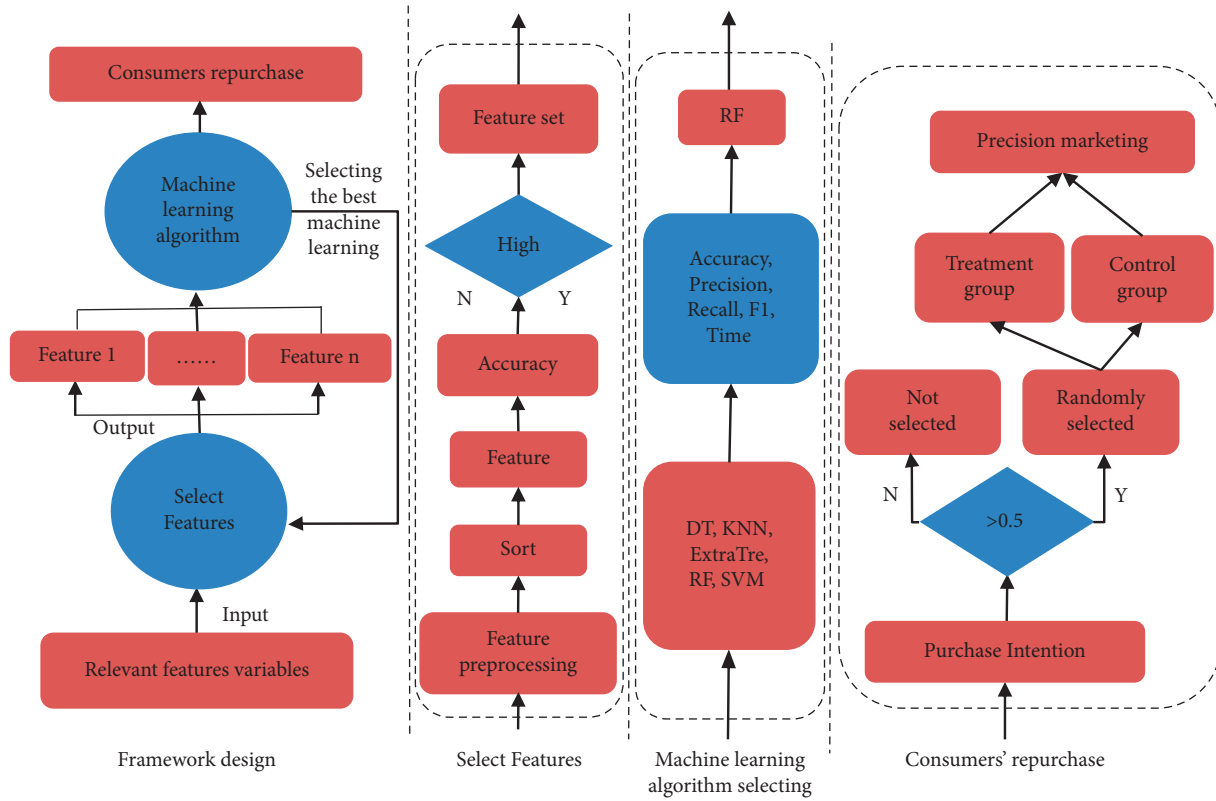 Consumers repurchase
Machine
learning
algorithm
Selecting
the best
machine
learning
Feature 1
......
Feature n
Output
Select
Features
Input
Relevant features variables
Framework design
Feature set
High
N
Y
Accuracy
Feature
Sort
Feature
preprocessing
Select Features
RF
Accuracy,
Precision,
Recall, F1,
Time
DT, KNN,
ExtraTre,
RF, SVM
Machine learning
algorithm selecting
Precision marketing
Treatment
group
Control
group
Not
selected
Randomly
selected
N
Y
>0.5
Purchase Intention
Consumers’ repurchase